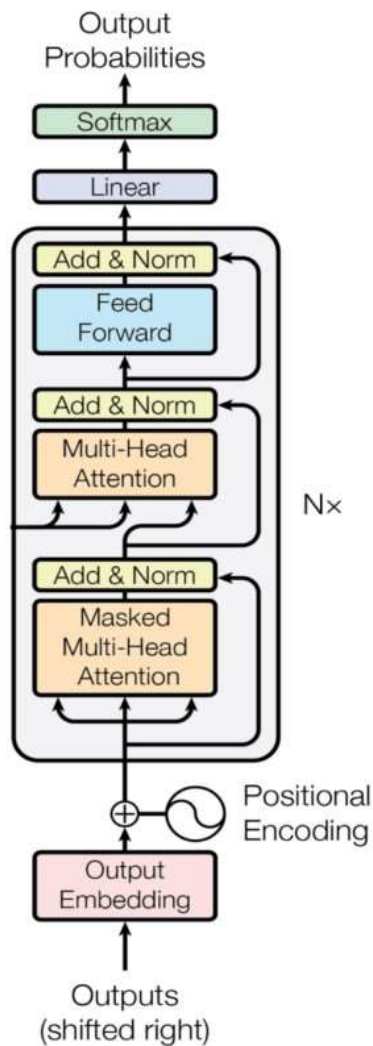 Output
Probabilities
Softmax
Linear
Add & Norm
Feed
Forward
Add & Norm
Multi-Head
Attention
N×
Add & Norm
Masked
Multi-Head
Attention
Positional
Encoding
Output
Embedding
Outputs
(shifted right)